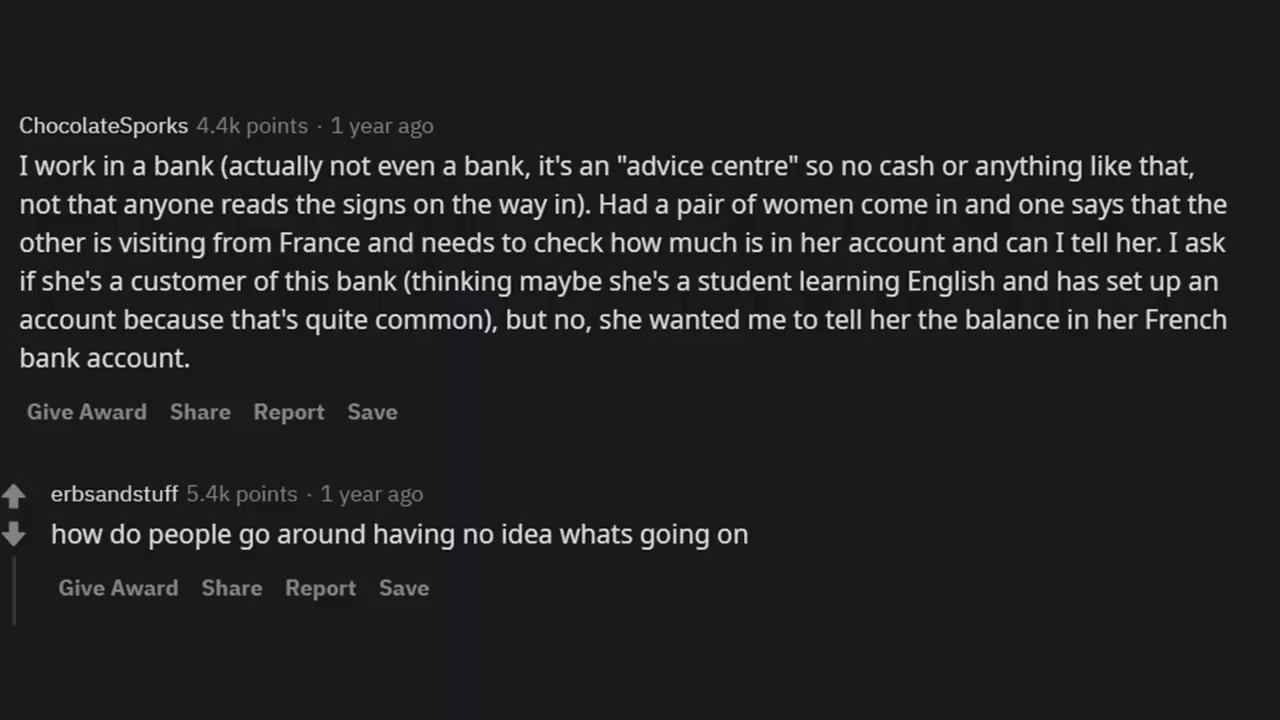 ChocolateSporks 4.4k points · 1 year ago
I work in a bank (actually not even a bank, it's an "advice centre" so no cash or anything like that,
not that anyone reads the signs on the way in). Had a pair of women come in and one says that the
other is visiting from France and needs to check how much is in her account and can I tell her. I ask
if she's a customer of this bank (thinking maybe she's a student learning English and has set up an
account because that's quite common), but no, she wanted me to tell her the balance in her French
bank account.
Give Award Share Report Save
erbsandstuff 5.4k points · 1 year ago
how do people go around having no idea whats going on
Give Award Share Report Save